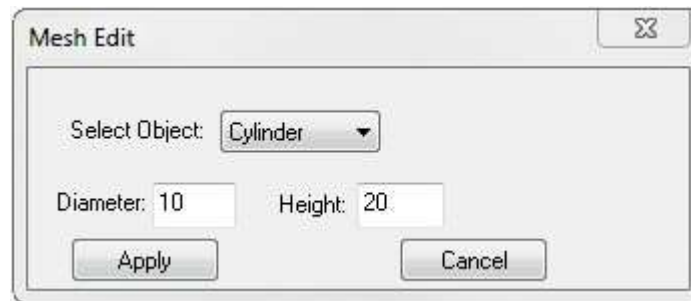 Mesh Edit
Select Object: Cylinder
Diameter: 10 Height: 20
Apply Cancel